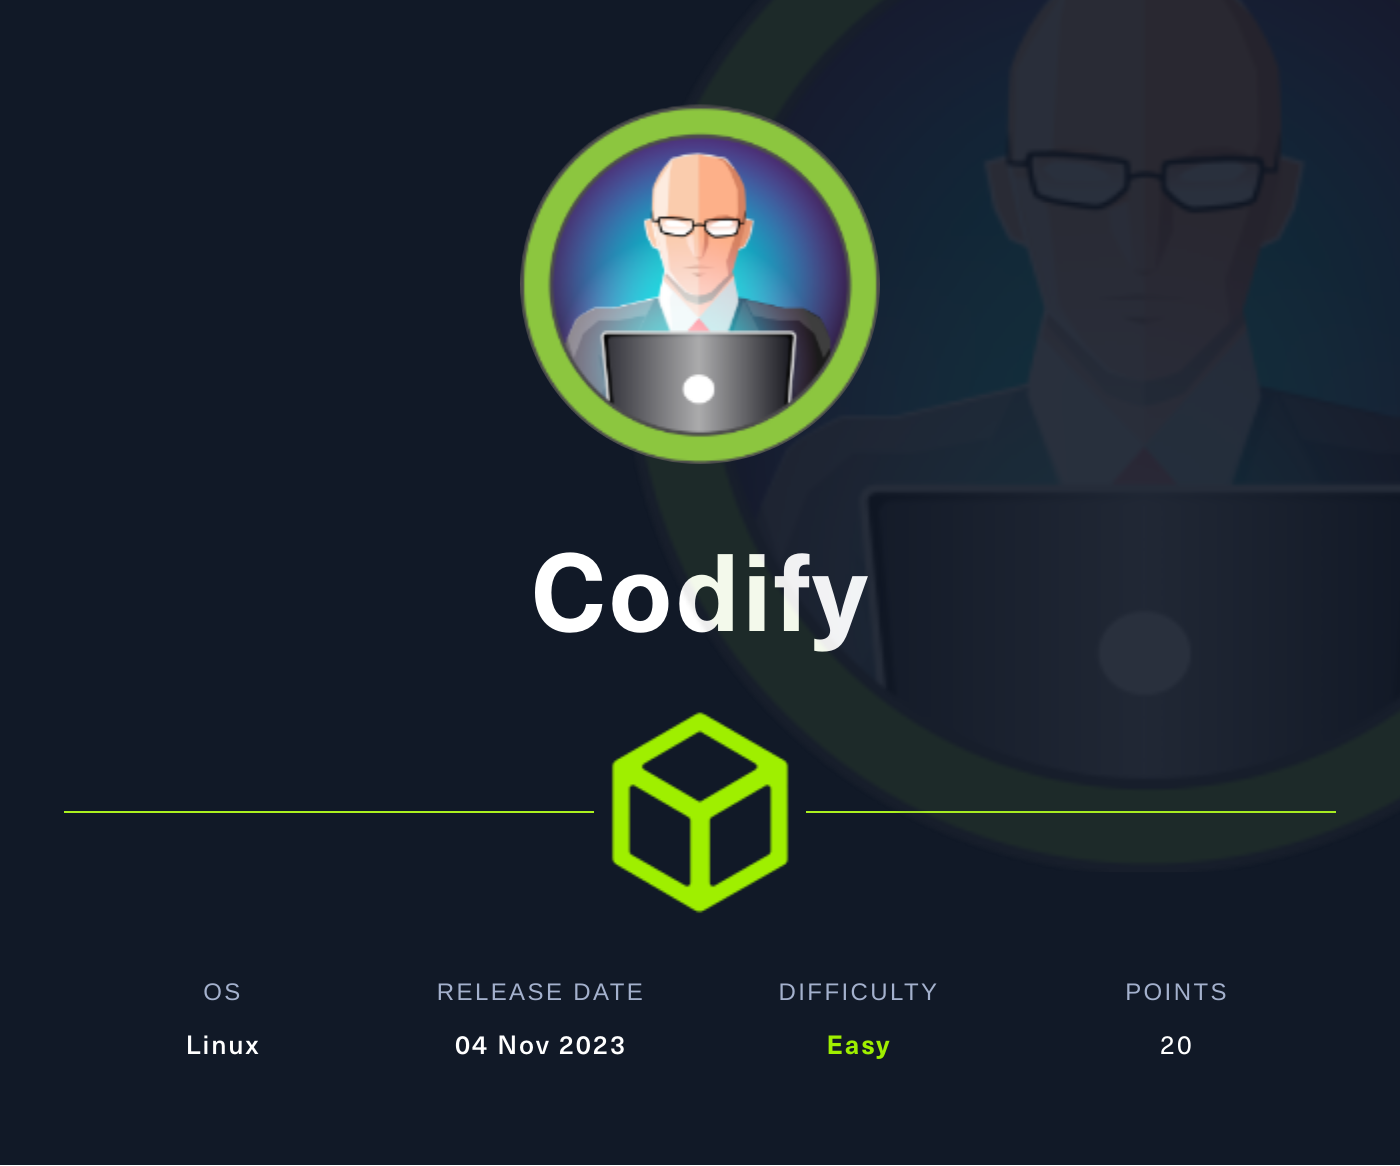 Codify
OS
RELEASE DATE
DIFFICULTY
POINTS
Linux
04 Nov 2023
Easy
20